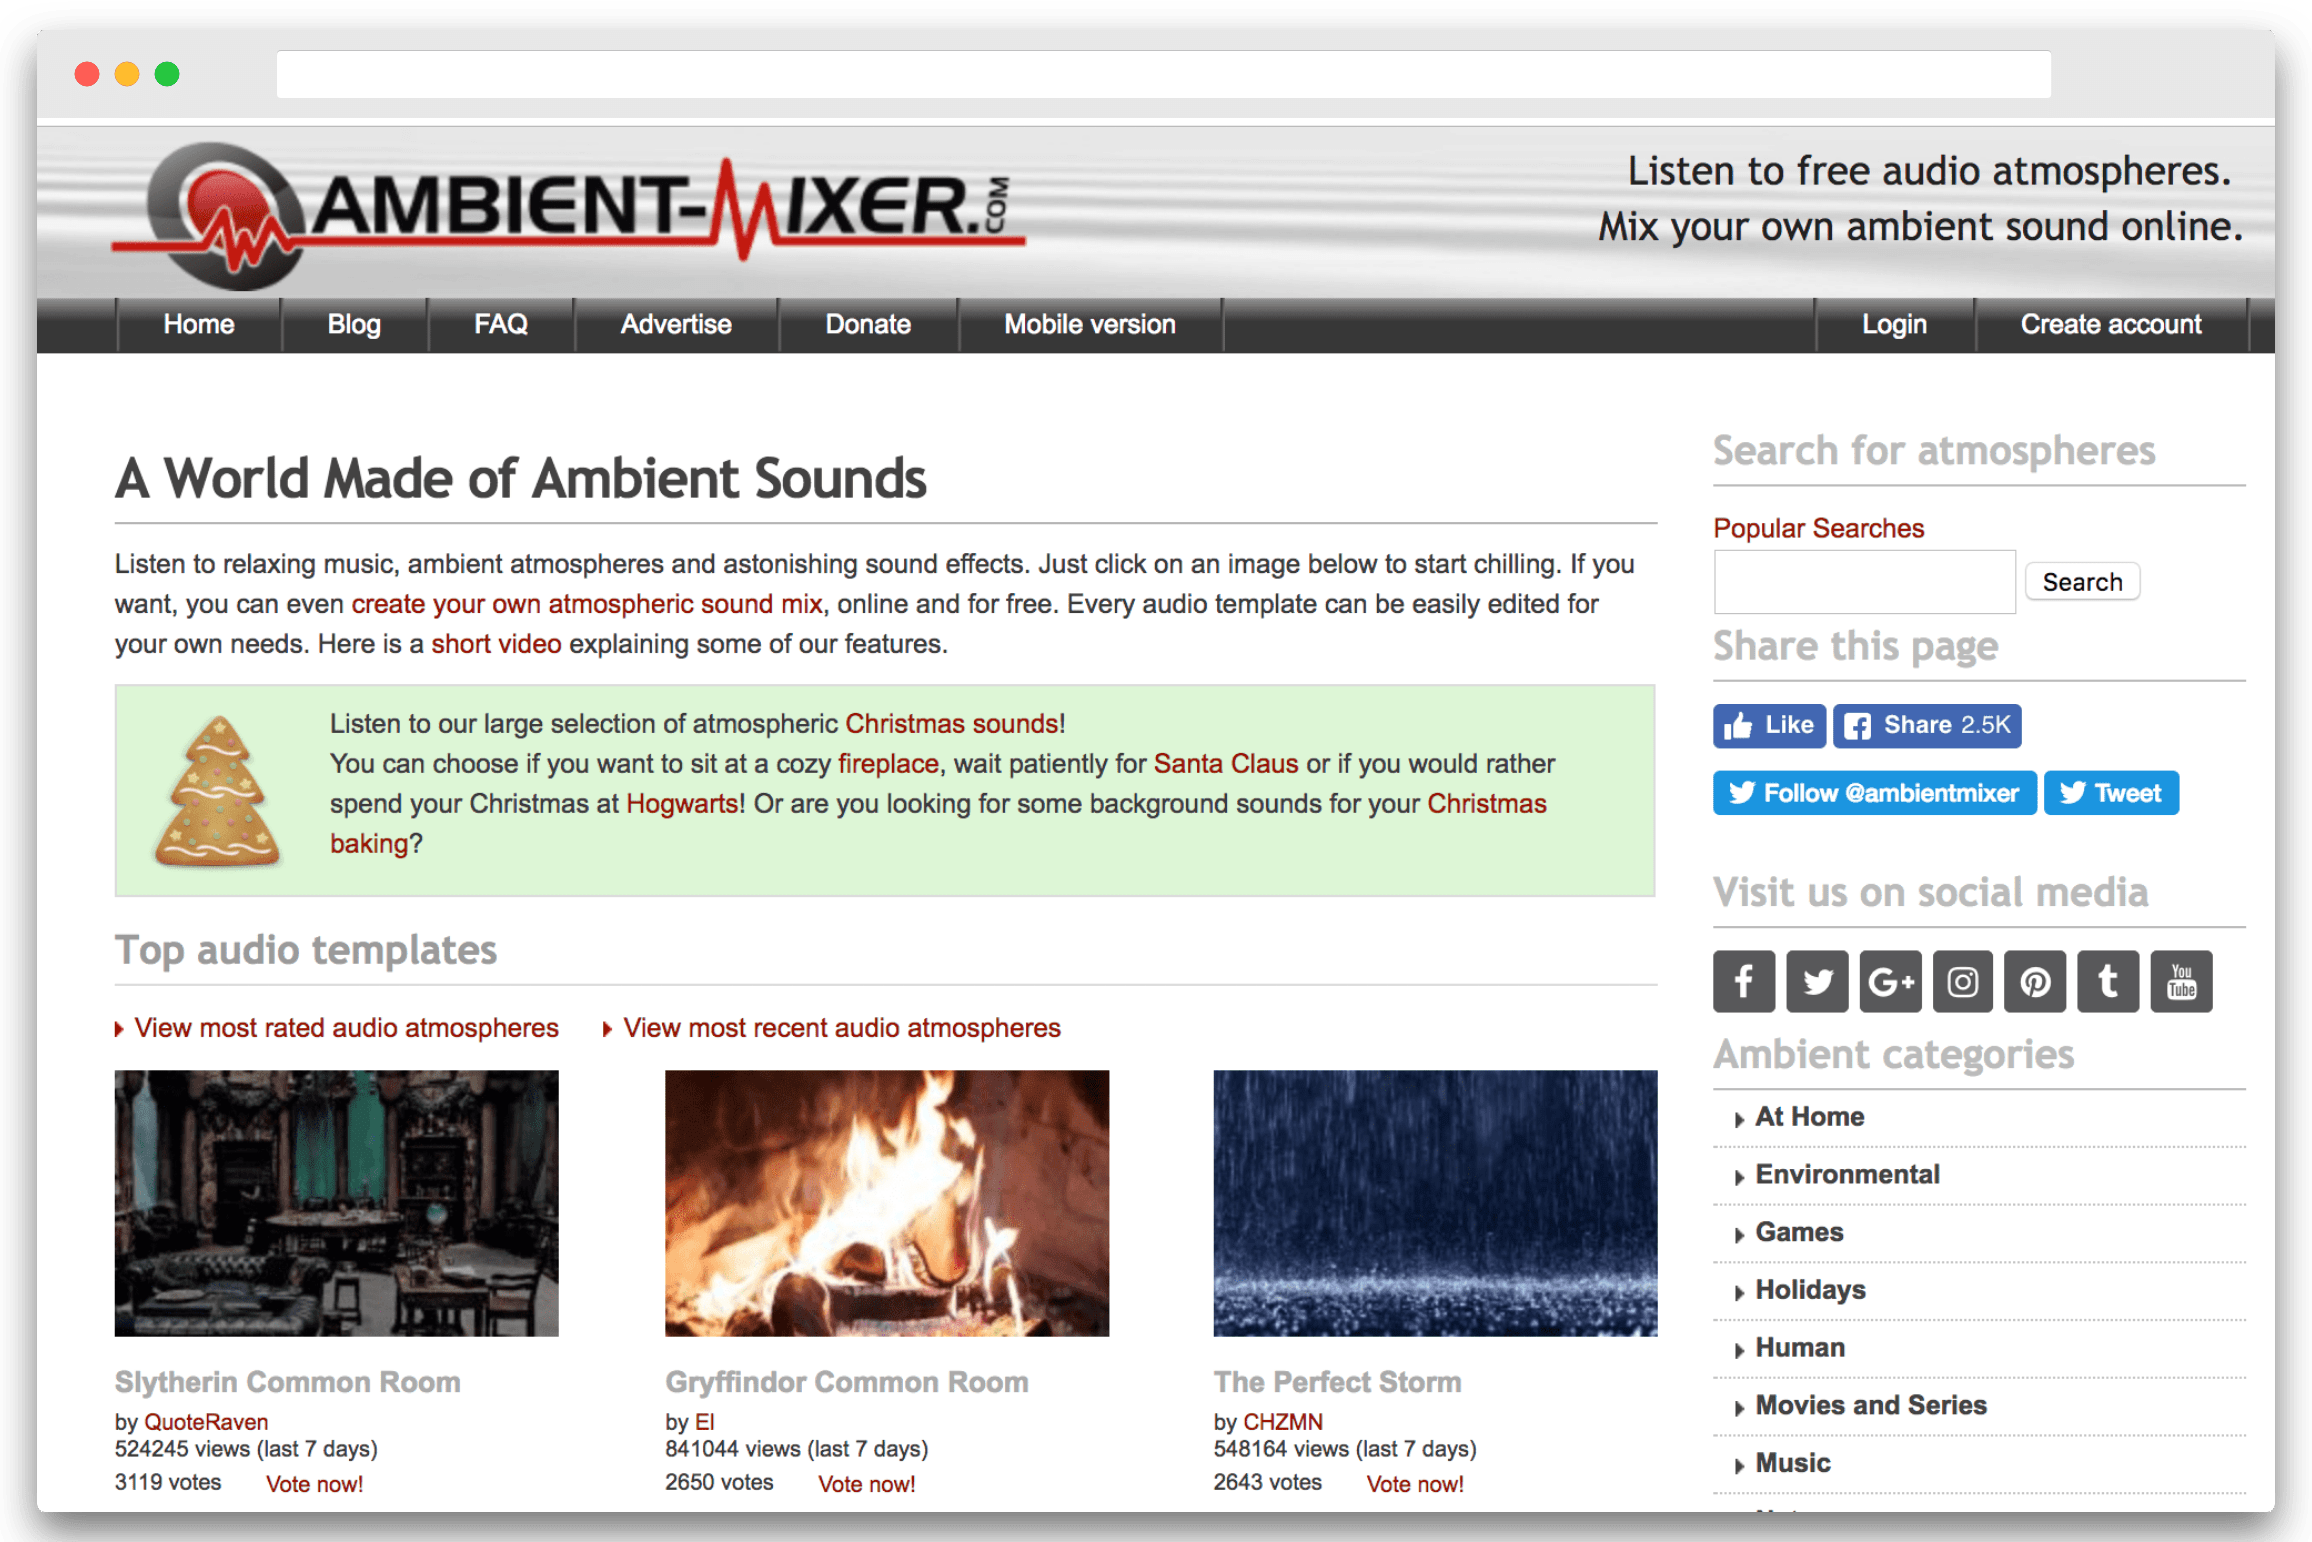 AMBIENT-MIXER.COM
Listen to free audio atmospheres.
Mix your own ambient sound online.
Home
Blog
FAQ
Advertise
Donate
Mobile version
Login
Create account
A World Made of Ambient Sounds
Listen to relaxing music, ambient atmospheres and astonishing sound effects. Just click on an image below to start chilling. If you
want, you can even create your own atmospheric sound mix, online and for free. Every audio template can be easily edited for
your own needs. Here is a short video explaining some of our features.
Listen to our large selection of atmospheric Christmas sounds!
You can choose if you want to sit at a cozy fireplace, wait patiently for Santa Claus or if you would rather
spend your Christmas at Hogwarts! Or are you looking for some background sounds for your Christmas
baking?
Top audio templates
View most rated audio atmospheres
View most recent audio atmospheres
Slytherin Common Room
by QuoteRaven
524245 views (last 7 days)
3119 votes
Vote now!
Gryffindor Common Room
by
841044 views (last 7 days)
2650 votes
Vote now!
The Perfect Storm
by CHZMN
548164 views (last 7 days)
2643 votes
Vote now!
Search for atmospheres
Popular Searches
Search
Share this page
Like
Share 2.5K
Follow @ambientmixer
Tweet
Visit us on social media
f
G+
t
You
Tube
Ambient categories
At Home
Environmental
Games
Holidays
Human
Movies and Series
Music